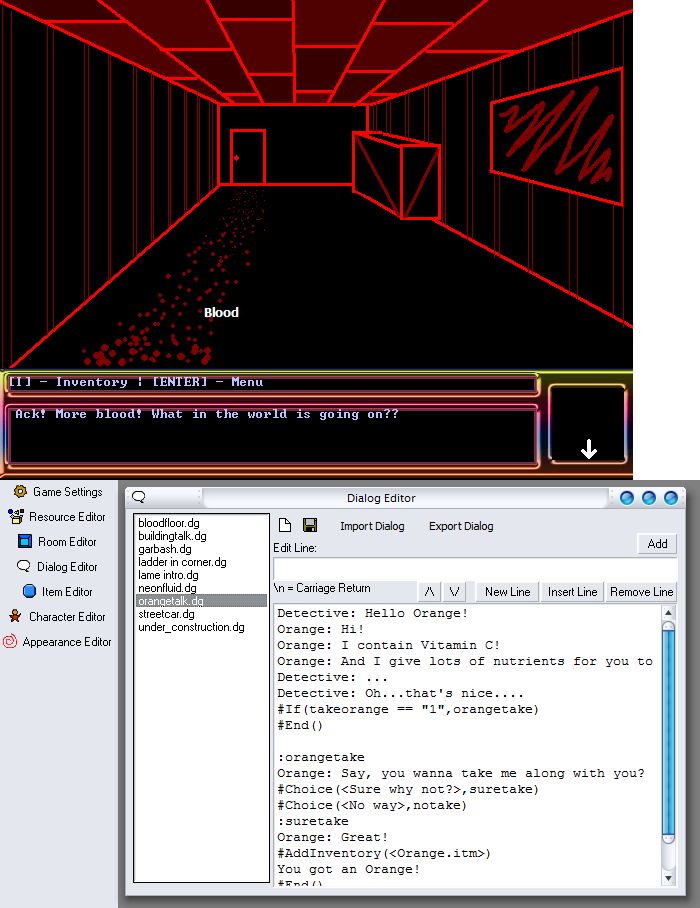 Blood
[I] - Inventory ¦ [ENTER] - Menu
Ack! More blood! What in the world is going on??
Game Settings
Resource Editor
Room Editor
Dialog Editor
Item Editor
Character Editor
Appearance Editor
Dialog Editor
bloodfloor.dg
buildingtalk.dg
garbash.dg
ladder in corner.dg
lame intro.dg
neonfluid.dg
orangetalk.dg
streetcar.dg
under_construction.dg
Import Dialog Export Dialog
Edit Line:
Add
\n = Carriage Return
/\ \/ New Line Insert Line Remove Line
Detective: Hello Orange!
Orange: Hi!
Orange: I contain Vitamin C!
Orange: And I give lots of nutrients for you to
Detective: ...
Detective: Oh...that's nice....
#If(takeorange == "1",orangetake)
#End()
:orangetake
Orange: Say, you wanna take me along with you?
#Choice(<Sure why not?>,suretake)
#Choice(<No way>,notake)
:suretake
Orange: Great!
#AddInventory(<Orange.itm>)
You got an Orange!
#End()